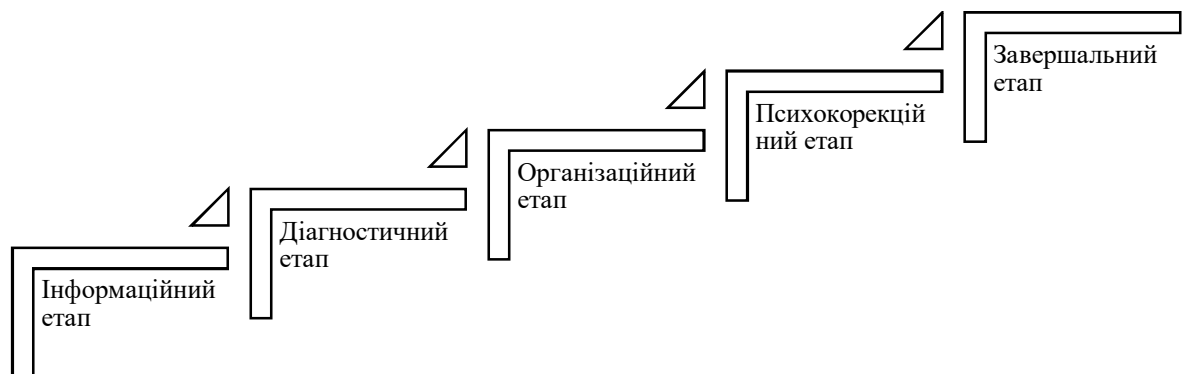 Завершальний
етап
Психокорекцій
ний етап
Організаційний
етап
Діагностичний
етап
Інформаційний
етап